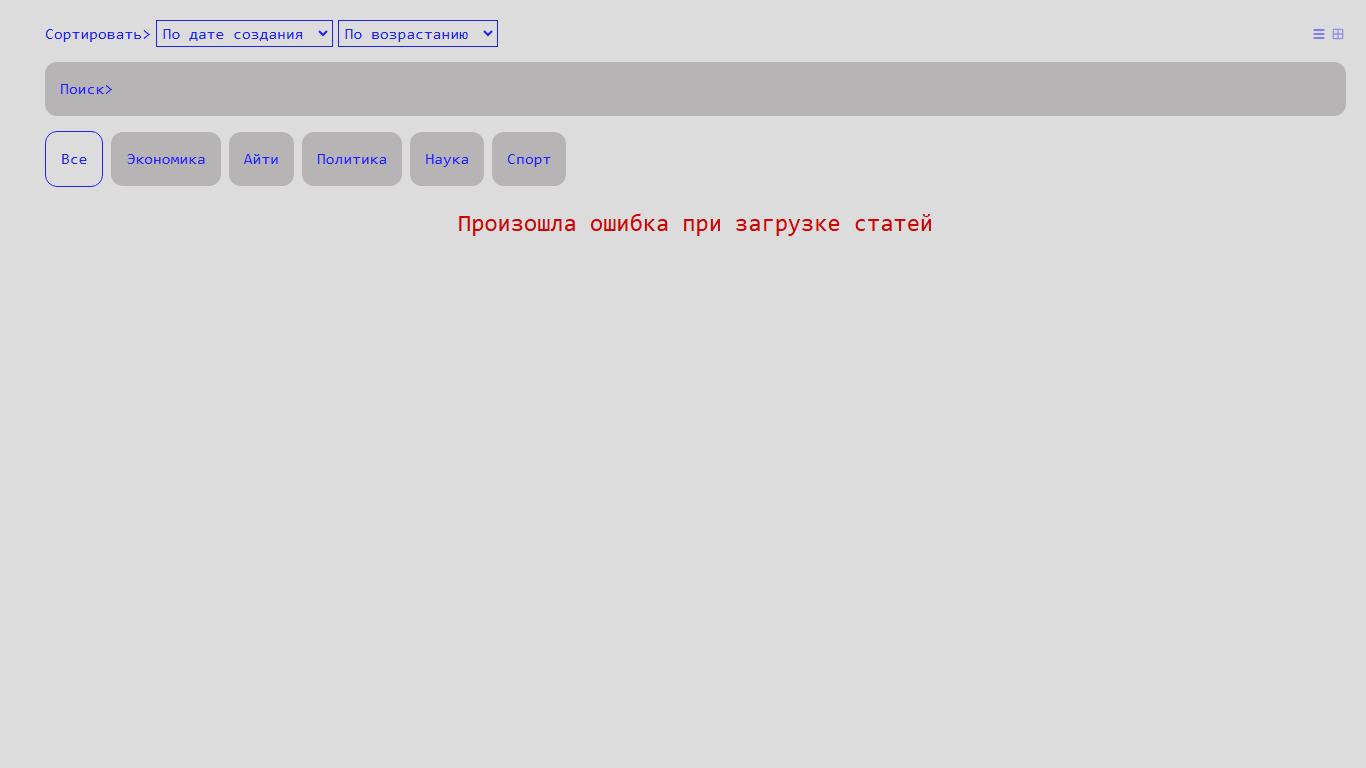 Сортировать> По дате создания По возрастанию
Поиск>
Все Экономика Айти Политика Наука Спорт
Произошла ошибка при загрузке статей